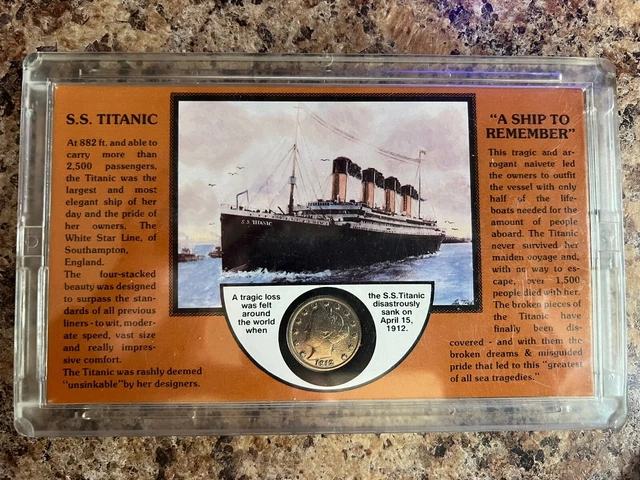 S.S. TITANIC
At 882 ft. and able to
carry more than
2,500 passengers,
the Titanic was the
largest and most
elegant ship of her
day and the pride of
her owners, The
White Star Line, of
Southampton,
England.
The four-stacked
beauty was designed
to surpass the stan-
dards of all previous
liners - to wit, moder-
ate speed, vast size
and really impres-
sive comfort.
The Titanic was rashly deemed
"unsinkable"by her designers.
S.S. TITANIC
A tragic loss
was felt
around
the world
when
the S.S.Titanic
disastrously
sank on
April 15,
1912.
1912
"A SHIP TO
REMEMBER"
This tragic and ar-
rogant naivete led
the owners to outfit
the vessel with only
half of the life-
boats needed for the
amount of people
aboard. The Titanic
never survived her
maiden voyage and,
with no way to es-
cape, over 1,500
people died with her.
The broken pieces of
the Titanic have
finally been dis-
covered - and with them the
broken dreams & misguided
pride that led to this "greatest
of all sea tragedies."